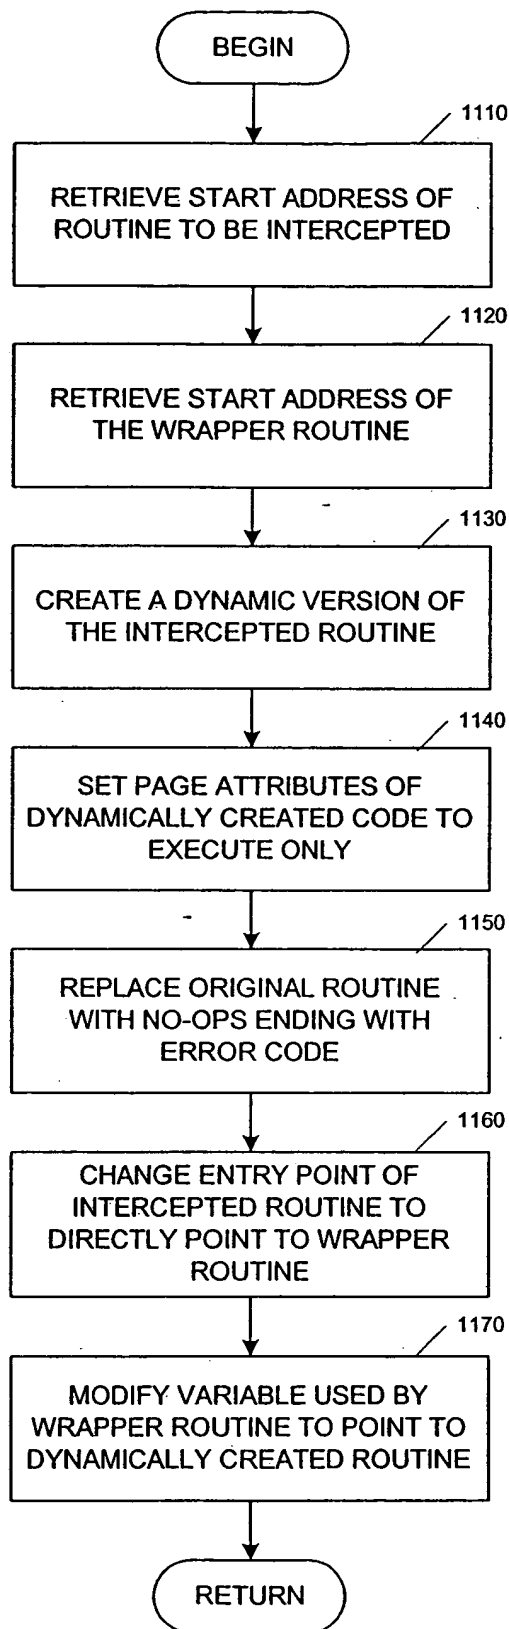 BEGIN
1110
RETRIEVE START ADDRESS OF
ROUTINE TO BE INTERCEPTED
1120
RETRIEVE START ADDRESS OF
THE WRAPPER ROUTINE
1130
CREATE A DYNAMIC VERSION OF
THE INTERCEPTED ROUTINE
1140
SET PAGE ATTRIBUTES OF
DYNAMICALLY CREATED CODE TO
EXECUTE ONLY
1150
REPLACE ORIGINAL ROUTINE
WITH NO-OPS ENDING WITH
ERROR CODE
1160
CHANGE ENTRY POINT OF
INTERCEPTED ROUTINE TO
DIRECTLY POINT TO WRAPPER
ROUTINE
1170
MODIFY VARIABLE USED BY
WRAPPER ROUTINE TO POINT TO
DYNAMICALLY CREATED ROUTINE
RETURN